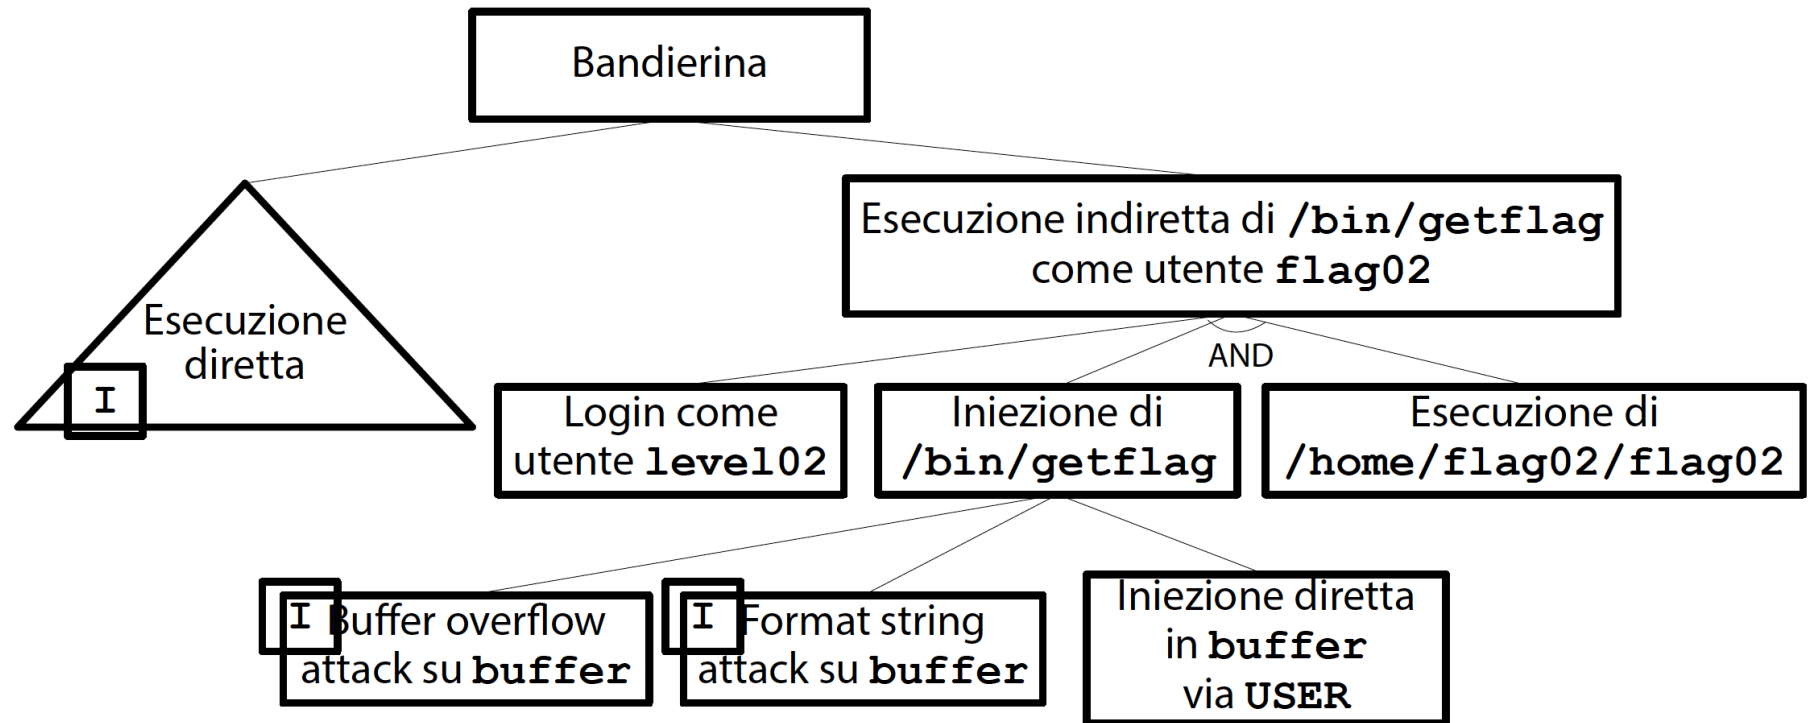 Bandierina
Esecuzione indiretta di /bin/getflag
come utente flag02
Esecuzione
diretta
I
AND
Login come
utente level02
Iniezione di
/bin/getflag
Esecuzione di
/home/flag02/flag02
I
Buffer overflow
attack su buffer
I
Format string
attack su buffer
Iniezione diretta
in buffer
via USER